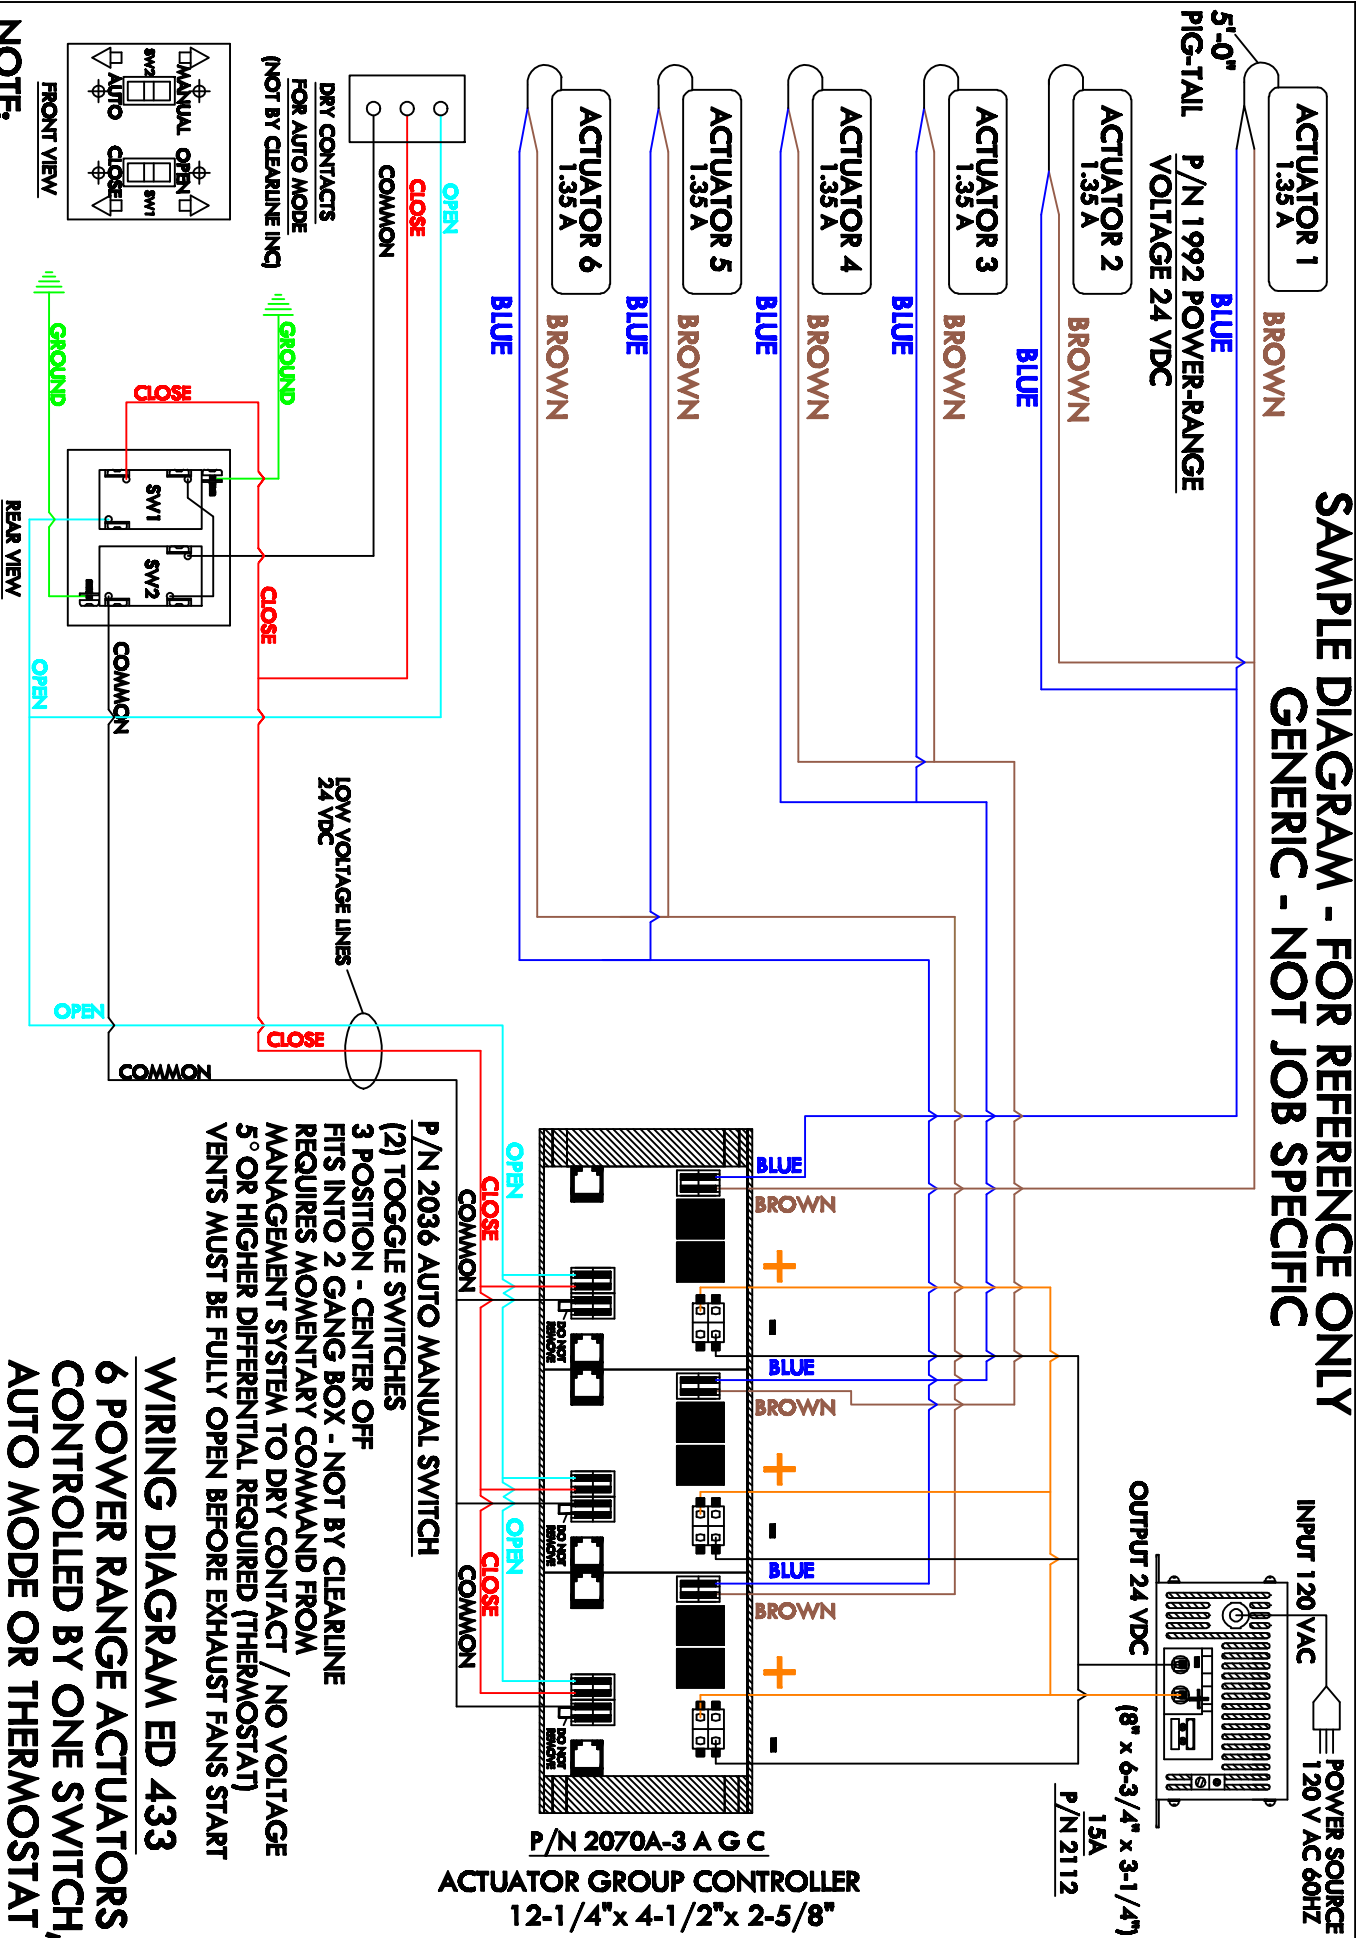 SAMPLE DIAGRAM - FOR REFERENCE ONLY
GENERIC - NOT JOB SPECIFIC
5'-0"
PIG-TAIL
ACTUATOR 1
1.35 A
P/N 1992 POWER-RANGE
VOLTAGE 24 VDC
BROWN
BLUE
ACTUATOR 2
1.35 A
BROWN
BLUE
ACTUATOR 3
1.35 A
BROWN
BLUE
ACTUATOR 4
1.35 A
BROWN
BLUE
ACTUATOR 5
1.35 A
BROWN
BLUE
ACTUATOR 6
1.35 A
BROWN
BLUE
INPUT 120 VAC
POWER SOURCE
120 V AC 60HZ
OUTPUT 24 VDC
- +
(8" x 6-3/4" x 3-1/4")
15A
P/N 2112
BLUE
BROWN
+
-
BLUE
BROWN
+
-
BLUE
BROWN
+
-
DO NOT
REMOVE
DO NOT
REMOVE
DO NOT
REMOVE
P/N 2070A-3 A G C
ACTUATOR GROUP CONTROLLER
12-1/4"x 4-1/2"x 2-5/8"
OPEN
CLOSE
COMMON
OPEN
CLOSE
COMMON
DRY CONTACTS
FOR AUTO MODE
(NOT BY CLEARLINE INC)
OPEN
CLOSE
COMMON
LOW VOLTAGE LINES
24 VDC
MANUAL
OPEN
SW2
SW1
AUTO
CLOSE
FRONT VIEW
GROUND
GROUND
CLOSE
SW1
SW2
REAR VIEW
CLOSE
COMMON
OPEN
OPEN
CLOSE
COMMON
P/N 2036 AUTO MANUAL SWITCH
(2) TOGGLE SWITCHES
3 POSITION - CENTER OFF
FITS INTO 2 GANG BOX - NOT BY CLEARLINE
REQUIRES MOMENTARY COMMAND FROM
MANAGEMENT SYSTEM TO DRY CONTACT / NO VOLTAGE
5° OR HIGHER DIFFERENTIAL REQUIRED (THERMOSTAT)
VENTS MUST BE FULLY OPEN BEFORE EXHAUST FANS START
WIRING DIAGRAM ED 433
6 POWER RANGE ACTUATORS
CONTROLLED BY ONE SWITCH,
AUTO MODE OR THERMOSTAT
NOTE: